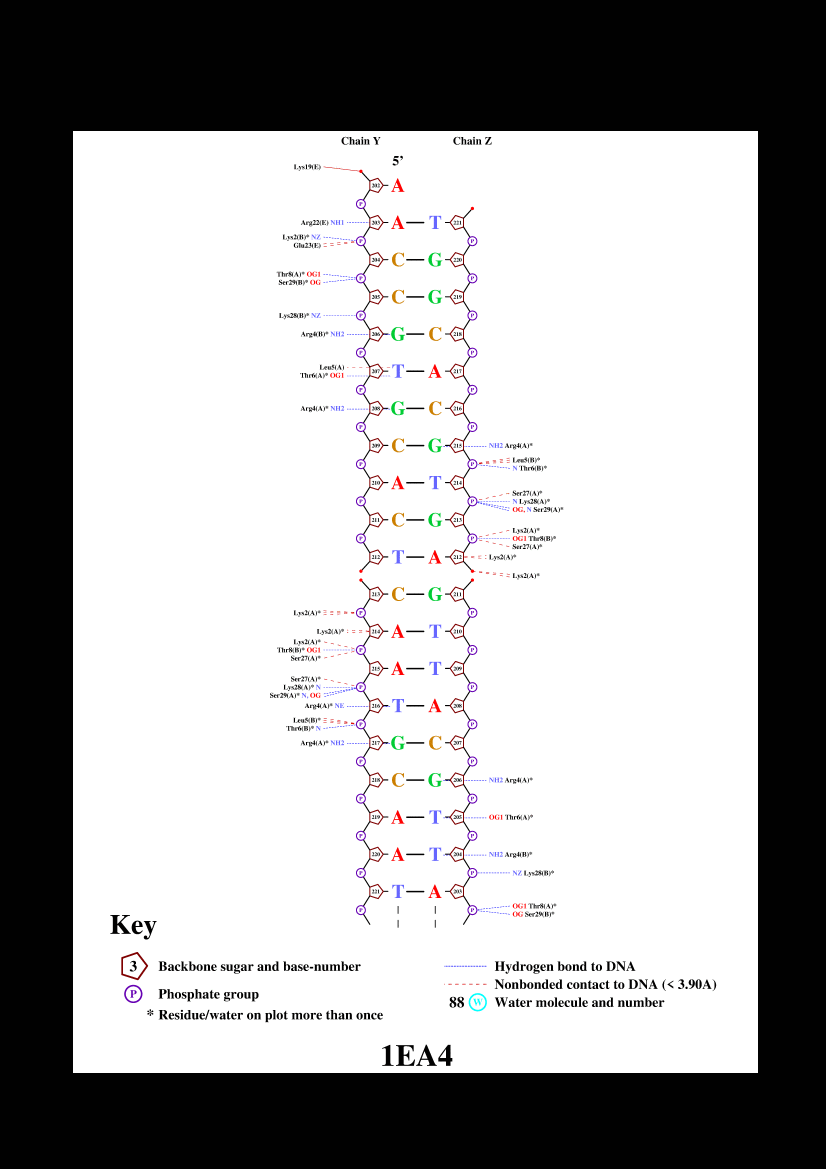 Chain Y Chain Z
5'
Lys19(E)
202 A
P
Arg22(E) NH1 203 A T 221
Lys2(B)* NZ P P
Glu23(E)
204 C G 220
Thr8(A)* OG1 P P
Ser29(B)* OG
205 C G 219
Lys28(B)* NZ P P
Arg4(B)* NH2 206 G C 218
P P
Leu5(A) 207 T A 217
Thr6(A)* OG1
P P
Arg4(A)* NH2 208 G C 216
P P
209 C G 215 NH2 Arg4(A)*
P P Leu5(B)*
N Thr6(B)*
210 A T 214
Ser27(A)*
P P N Lys28(A)*
OG, N Ser29(A)*
211 C G 213
Lys2(A)*
P P OG1 Thr8(B)*
Ser27(A)*
212 T A 212 Lys2(A)*
Lys2(A)*
213 C G 211
Lys2(A)* P P
Lys2(A)* 214 A T 210
Lys2(A)*
Thr8(B)* OG1 P P
Ser27(A)*
215 A T 209
Ser27(A)*
Lys28(A)* N P P
Ser29(A)* N, OG
Arg4(A)* NE 216 T A 208
Leu5(B)* P P
Thr6(B)* N
Arg4(A)* NH2 217 G C 207
P P
218 C G 206 NH2 Arg4(A)*
P P
219 A T 205 OG1 Thr6(A)*
P P
220 A T 204 NH2 Arg4(B)*
P P NZ Lys28(B)*
221 T A 203
P P OG1 Thr8(A)*
OG Ser29(B)*
Key
3 Backbone sugar and base-number
P Phosphate group
* Residue/water on plot more than once
Hydrogen bond to DNA
Nonbonded contact to DNA (< 3.90A)
88 W Water molecule and number
1EA4